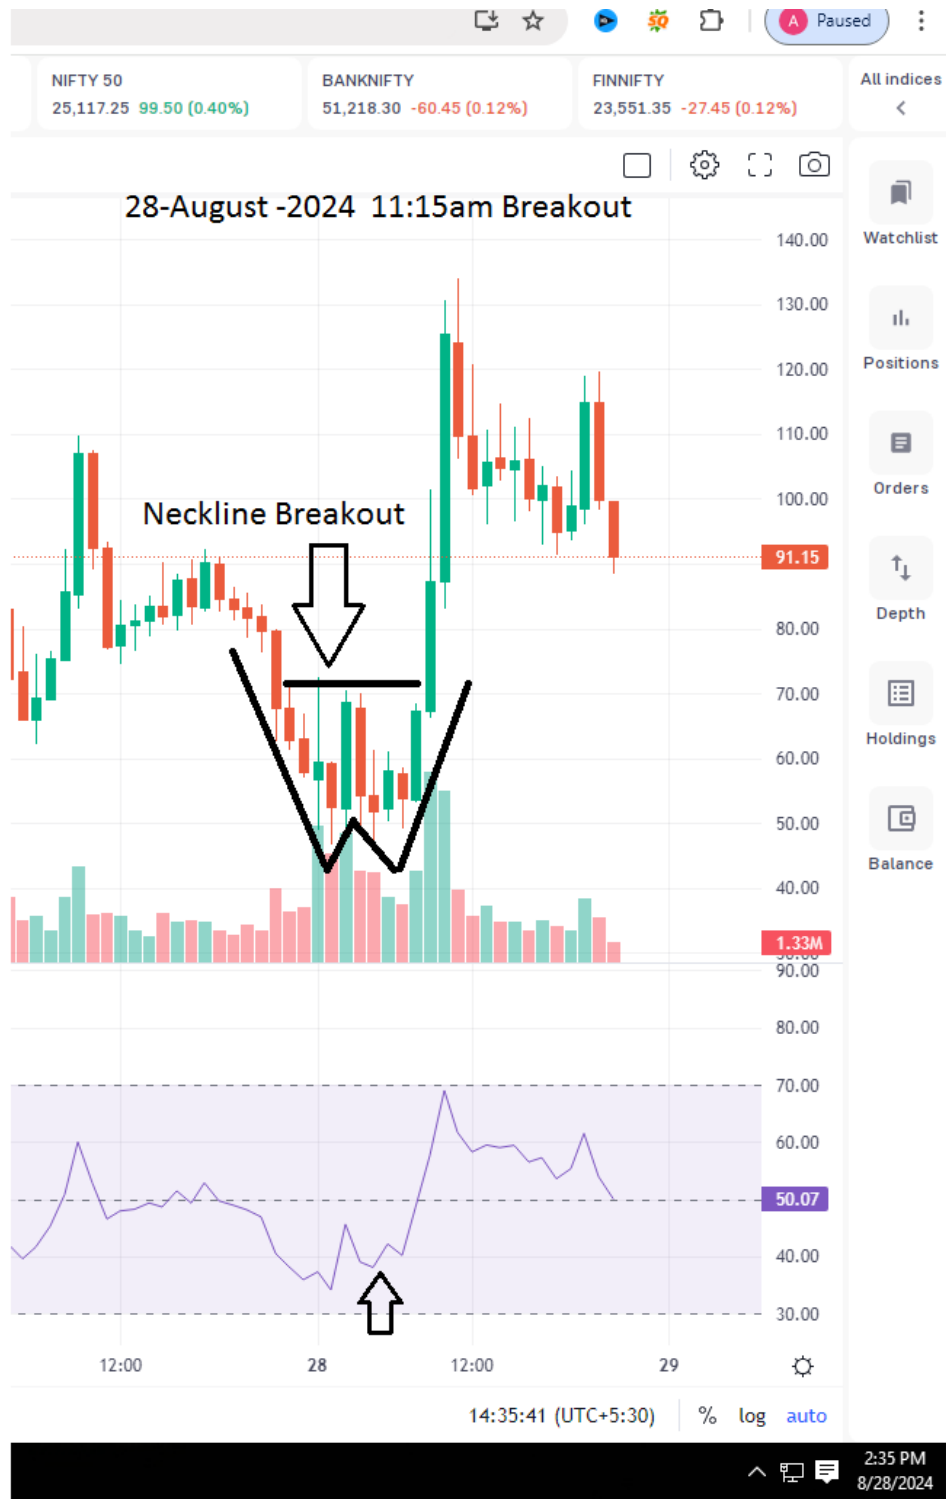 A Paused
NIFTY 50 BANKNIFTY FINNIFTY All indices
25,117.25 99.50 (0.40%) 51,218.30 -60.45 (0.12%) 23,551.35 -27.45 (0.12%)
28-August -2024 11:15am Breakout
Watchlist
140.00
130.00
Positions
120.00
110.00
Orders
100.00
Neckline Breakout
91.15
Depth
80.00
70.00
Holdings
60.00
50.00
Balance
40.00
1.33M
90.00
80.00
70.00
60.00
50.07
40.00
30.00
12:00 28 12:00 29
14:35:41 (UTC+5:30) % log auto
2:35 PM
8/28/2024